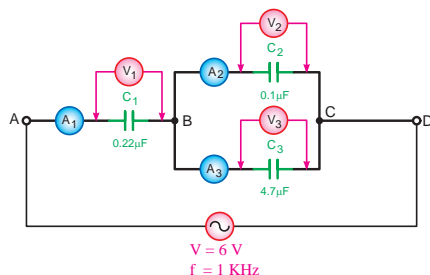 V₂
A₂
C₂
0.1µF
V₁
A
A₁
C₁
0.22µF
B
V₃
C
D
A₃
C₃
4.7µF
V = 6 V
f = 1 KHz